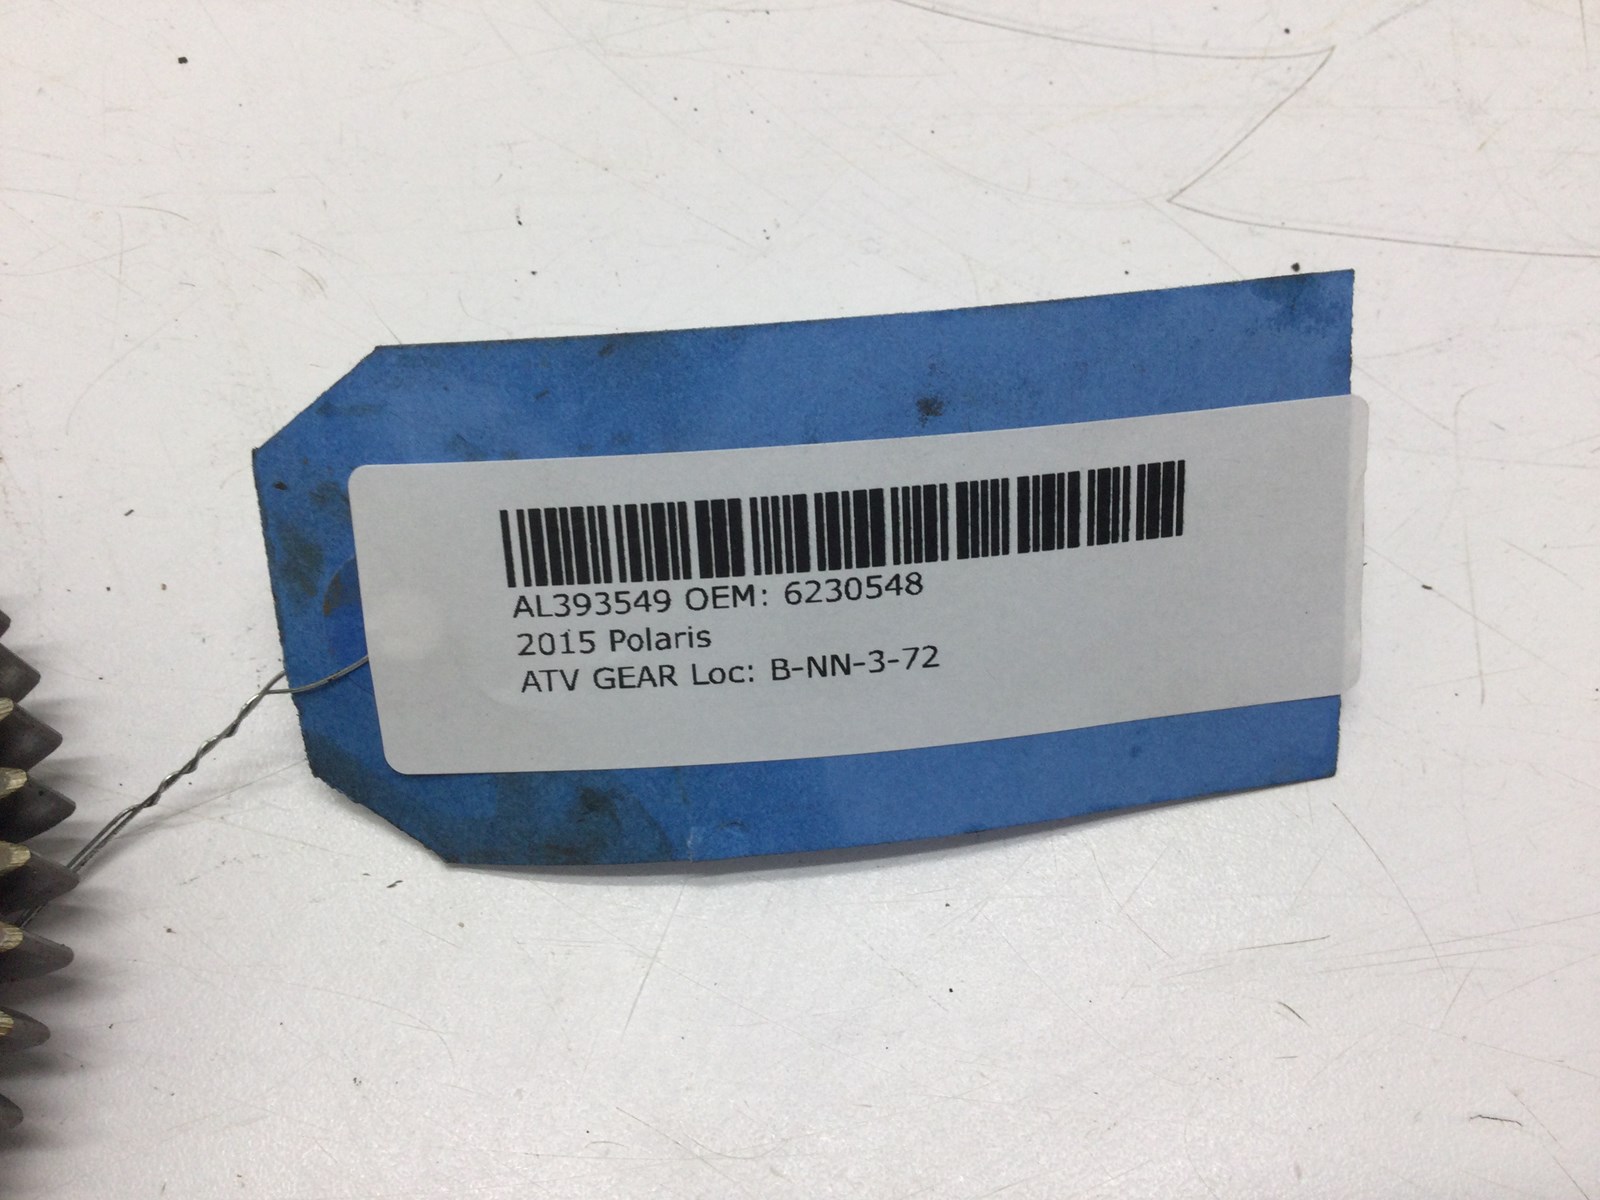 AL393549 OEM: 6230548
2015 Polaris
ATV GEAR Loc: B-NN-3-72